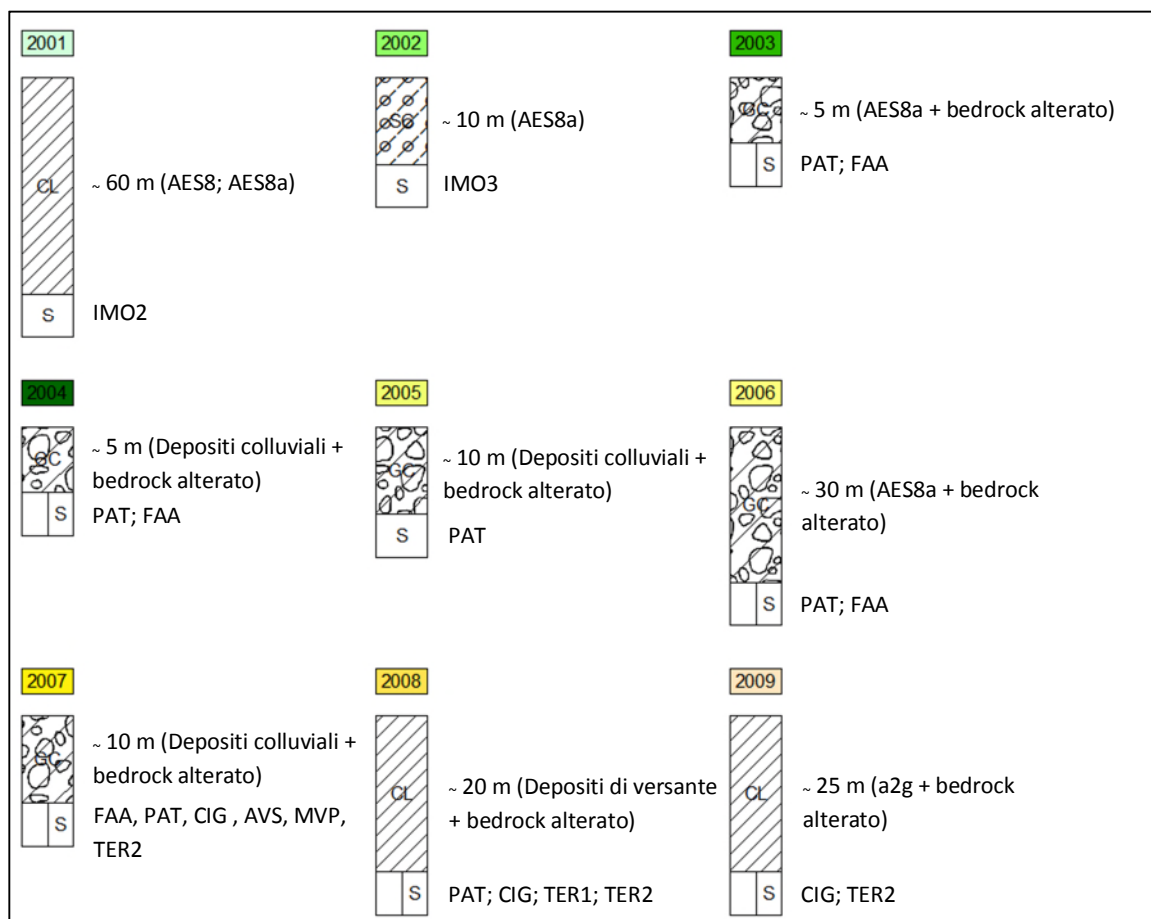 2001
CL
~ 60 m (AES8; AES8a)
S
IMO2
2002
SC
~ 10 m (AES8a)
S
IMO3
2003
GC
~ 5 m (AES8a + bedrock alterato)
S
PAT; FAA
2004
GC
~ 5 m (Depositi colluviali +
bedrock alterato)
S
PAT; FAA
2005
GC
~ 10 m (Depositi colluviali +
bedrock alterato)
S
PAT
2006
GC
~ 30 m (AES8a + bedrock
alterato)
S
PAT; FAA
2007
GC
~ 10 m (Depositi colluviali +
bedrock alterato)
S
FAA, PAT, CIG , AVS, MVP,
TER2
2008
CL
~ 20 m (Depositi di versante
+ bedrock alterato)
S
PAT; CIG; TER1; TER2
2009
CL
~ 25 m (a2g + bedrock
alterato)
S
CIG; TER2